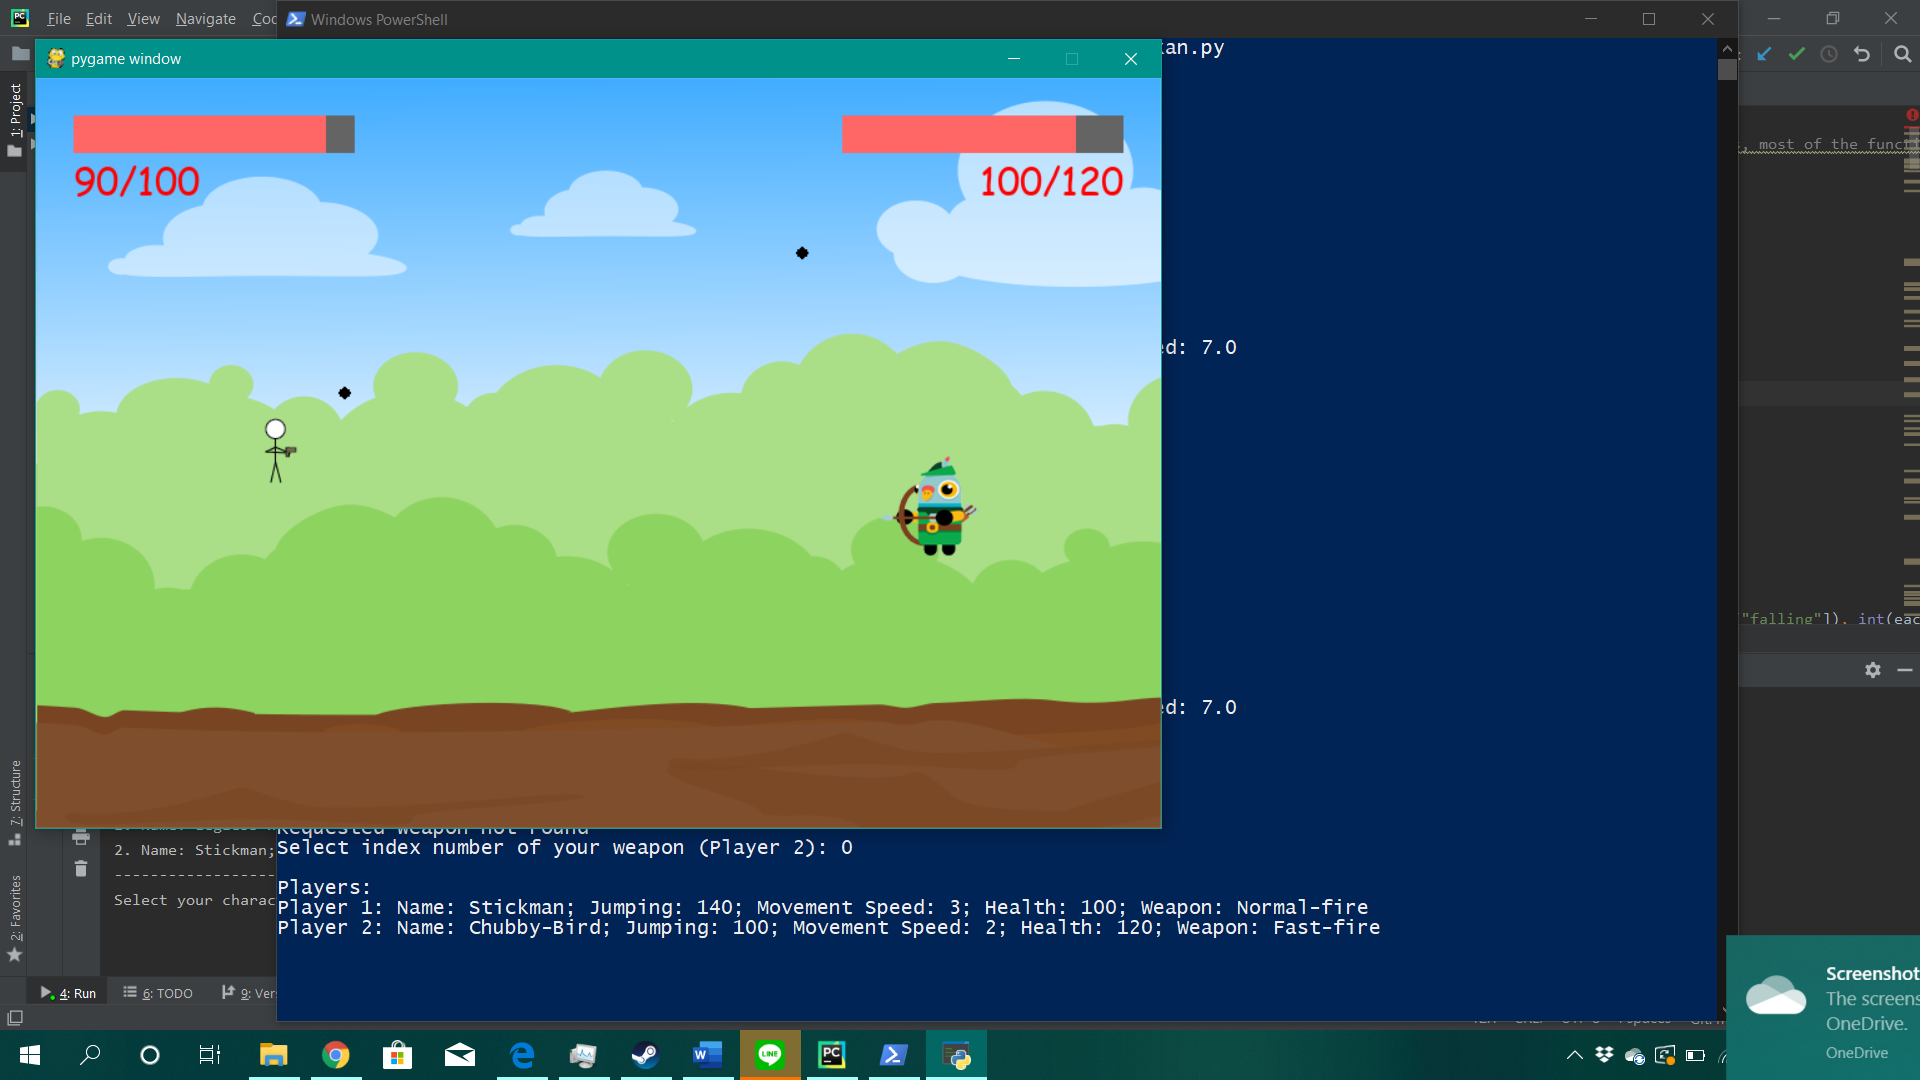 File Edit View Navigate
Windows PowerShell
pygame window
an.py
90/100
100/120
, most of the funct
1: Project
d: 7.0
"falling"]), int(eac
d: 7.0
7: Structure
Requested weapon not found
2. Name: Stickman;
Select index number of your weapon (Player 2): 0
------------------
Select your charac
Players:
Player 1: Name: Stickman; Jumping: 140; Movement Speed: 3; Health: 100; Weapon: Normal-fire
Player 2: Name: Chubby-Bird; Jumping: 100; Movement Speed: 2; Health: 120; Weapon: Fast-fire
2: Favorites
4: Run
6: TODO
9: Ver
Screenshot
The screens
OneDrive.
OneDrive
LINE
PC
W